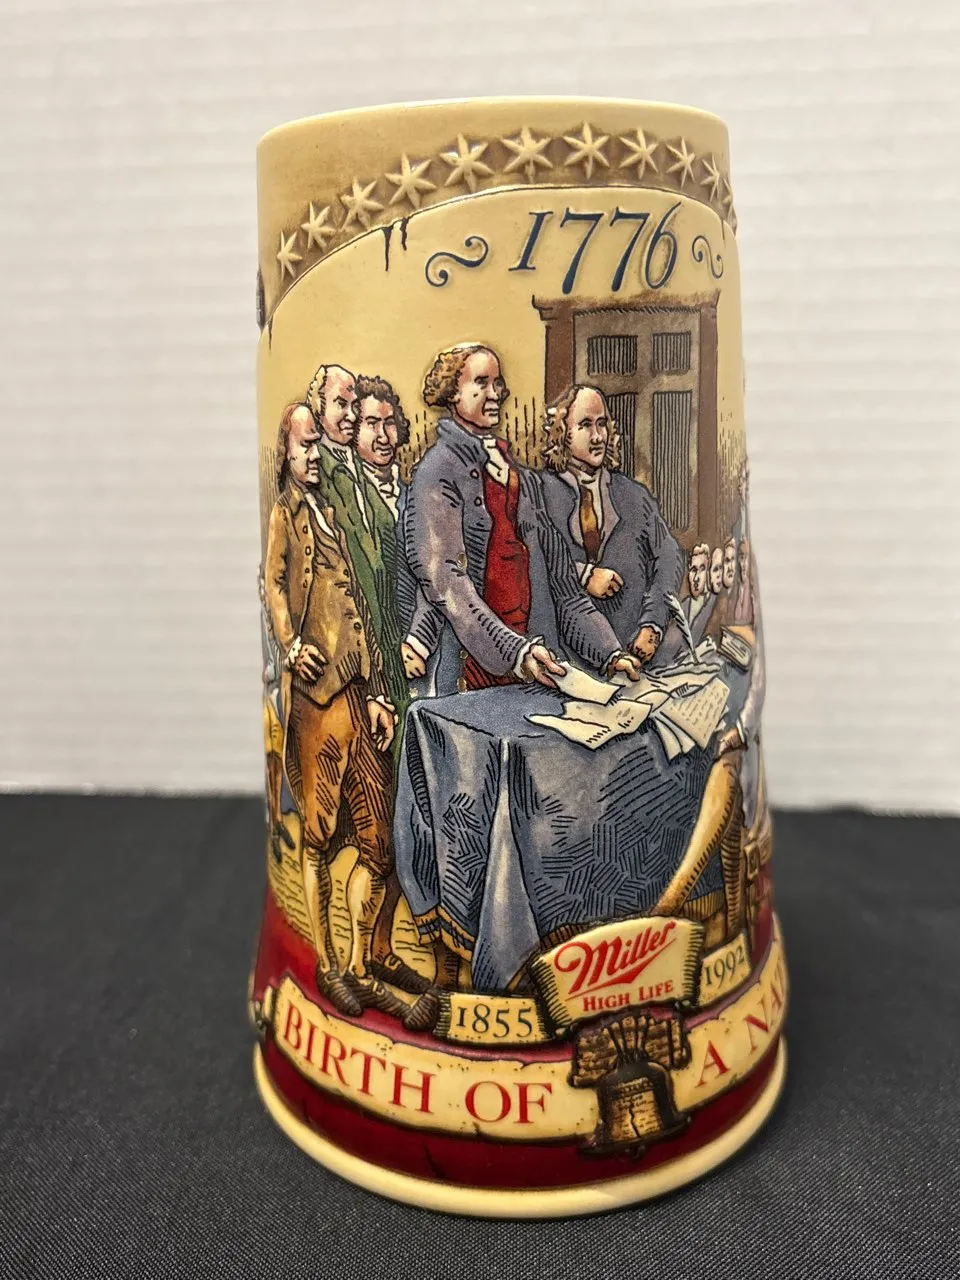 1776
Miller
HIGH LIFE
1855
1992
BIRTH OF A NA